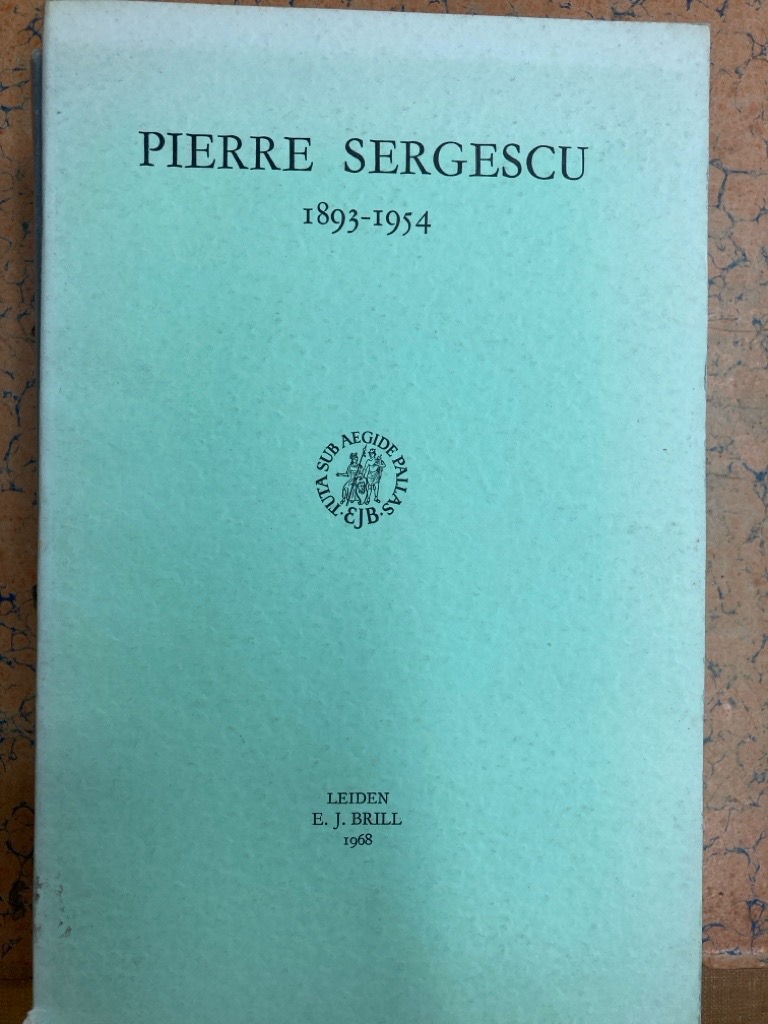 PIERRE SERGESCU
1893-1954
·TUTA SUB AEGIDE PALLAS·
EJB
LEIDEN
E. J. BRILL
1968